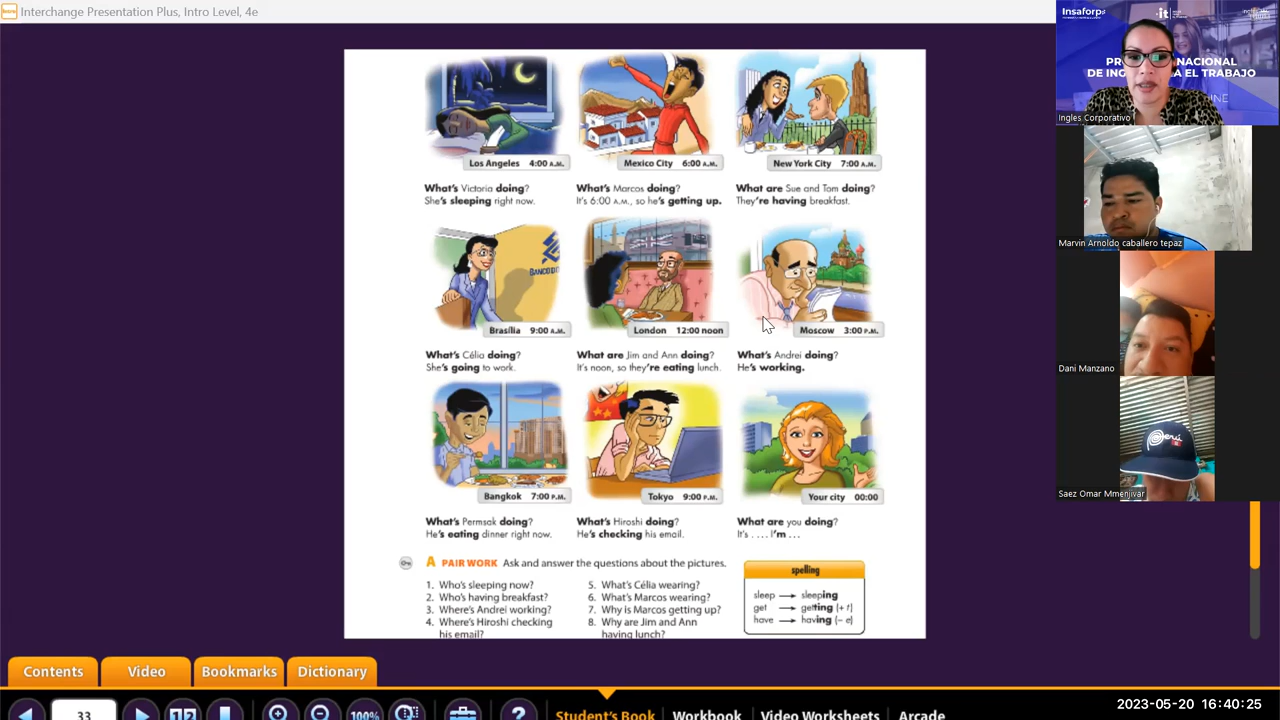 Interchange Presentation Plus, Intro Level, 4e
Los Angeles 4:00 A.M.
Mexico City 6:00 A.M.
New York City 7:00 A.M.
What's Victoria doing?
She's sleeping right now.
What's Marcos doing?
It's 6:00 A.M., so he's getting up.
What are Sue and Tom doing?
They're having breakfast.
BANCO DO
Brasília 9:00 A.M.
London 12:00 noon
Moscow 3:00 P.M.
What's Célia doing?
She's going to work.
What are Jim and Ann doing?
It's noon, so they're eating lunch.
What's Andrei doing?
He's working.
Bangkok 7:00 P.M.
Tokyo 9:00 P.M.
Your city 00:00
What's Permsak doing?
He's eating dinner right now.
What's Hiroshi doing?
He's checking his email.
What are you doing?
It's . . . . I'm . . .
A PAIR WORK Ask and answer the questions about the pictures.
1. Who's sleeping now?
2. Who's having breakfast?
3. Where's Andrei working?
4. Where's Hiroshi checking
his email?
5. What's Célia wearing?
6. What's Marcos wearing?
7. Why is Marcos getting up?
8. Why are Jim and Ann
having lunch?
spelling
sleep → sleeping
get → getting (+ t)
have → having (– e)
Contents
Video
Bookmarks
Dictionary
33
100%
?
Student's Book
Workbook
Video Worksheets
Arcade
Insaforp
it
NACIONAL
DE ING A EL TRABAJO
Ingles Corporativo
Marvin Arnoldo caballero tepaz
Dani Manzano
Perú
Saez Omar Mmenjivar
2023-05-20 16:40:25